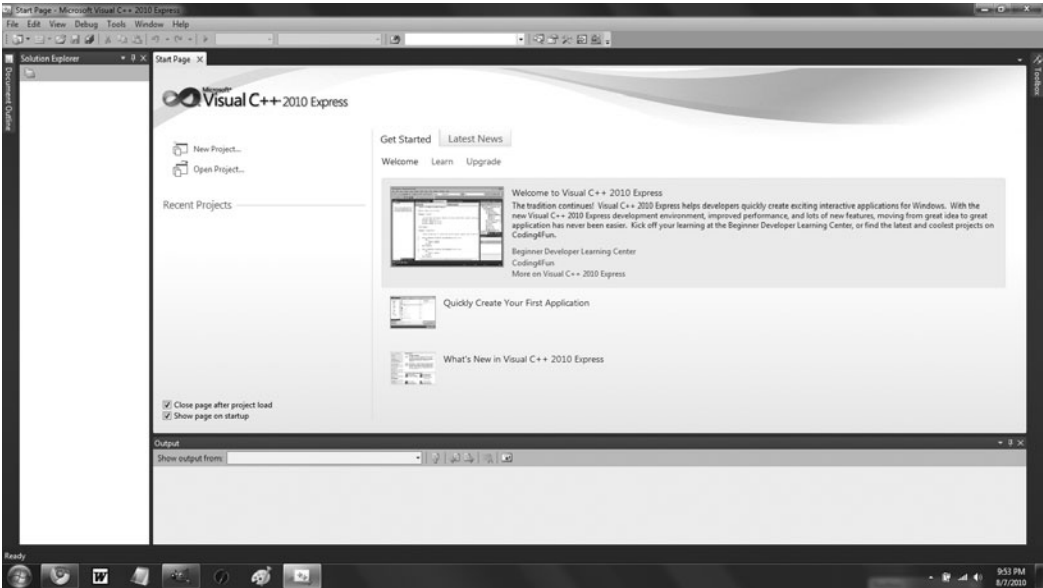 Start Page - Microsoft Visual C++ 2010 Express
File Edit View Debug Tools Window Help
Solution Explorer
Start Page X
Document Outline
Toolbox
Microsoft®
Visual C++ 2010 Express
New Project...
Open Project...
Recent Projects
Get Started Latest News
Welcome Learn Upgrade
Welcome to Visual C++ 2010 Express
The tradition continues! Visual C++ 2010 Express helps developers quickly create exciting interactive applications for Windows. With the
new Visual C++ 2010 Express development environment, improved performance, and lots of new features, moving from great idea to great
application has never been easier. Kick off your learning at the Beginner Developer Learning Center, or find the latest and coolest projects on
Coding4Fun.
Beginner Developer Learning Center
Coding4Fun
More on Visual C++ 2010 Express
Quickly Create Your First Application
What's New in Visual C++ 2010 Express
Close page after project load
Show page on startup
Output
Show output from:
Ready
9:53 PM
8/7/2010